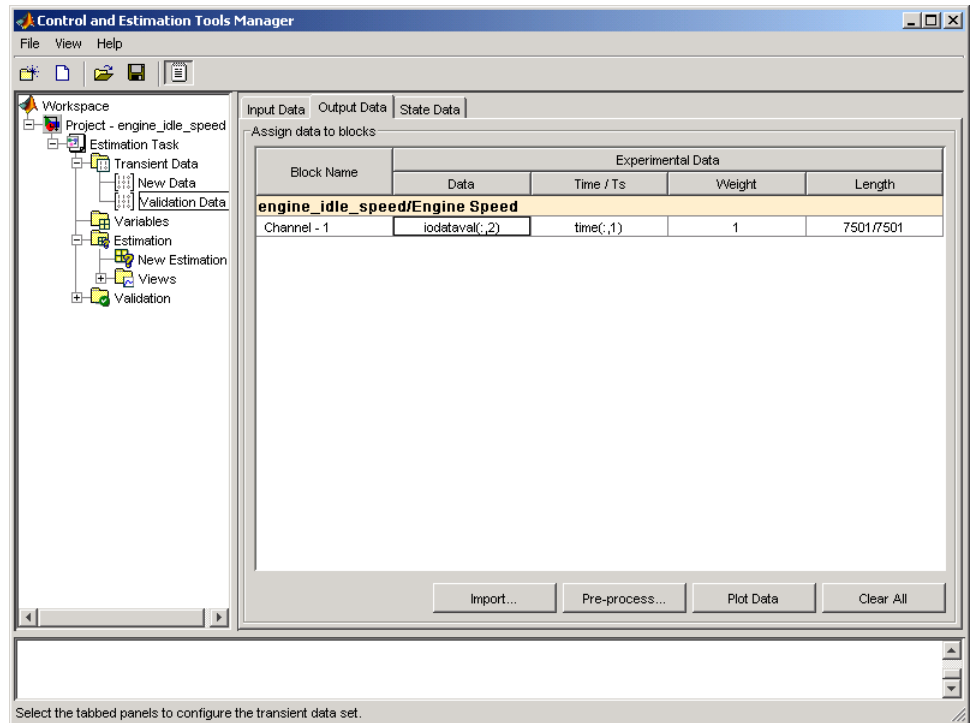 Control and Estimation Tools Manager
File View Help
Workspace
Project - engine_idle_speed
Estimation Task
Transient Data
New Data
Validation Data
Variables
Estimation
New Estimation
Views
Validation
Input Data Output Data State Data
Assign data to blocks
Block Name Experimental Data
Data Time / Ts Weight Length
engine_idle_speed/Engine Speed
Channel - 1 iodataval(:,2) time(:,1) 1 7501/7501
Import... Pre-process... Plot Data Clear All
Select the tabbed panels to configure the transient data set.